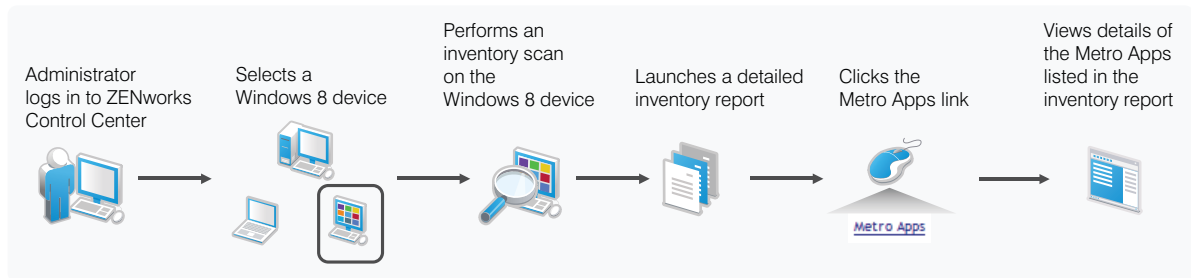 Administrator
logs in to ZENworks
Control Center
Selects a
Windows 8 device
Performs an
inventory scan
on the
Windows 8 device
Launches a detailed
inventory report
Clicks the
Metro Apps link
Metro Apps
Views details of
the Metro Apps
listed in the
inventory report